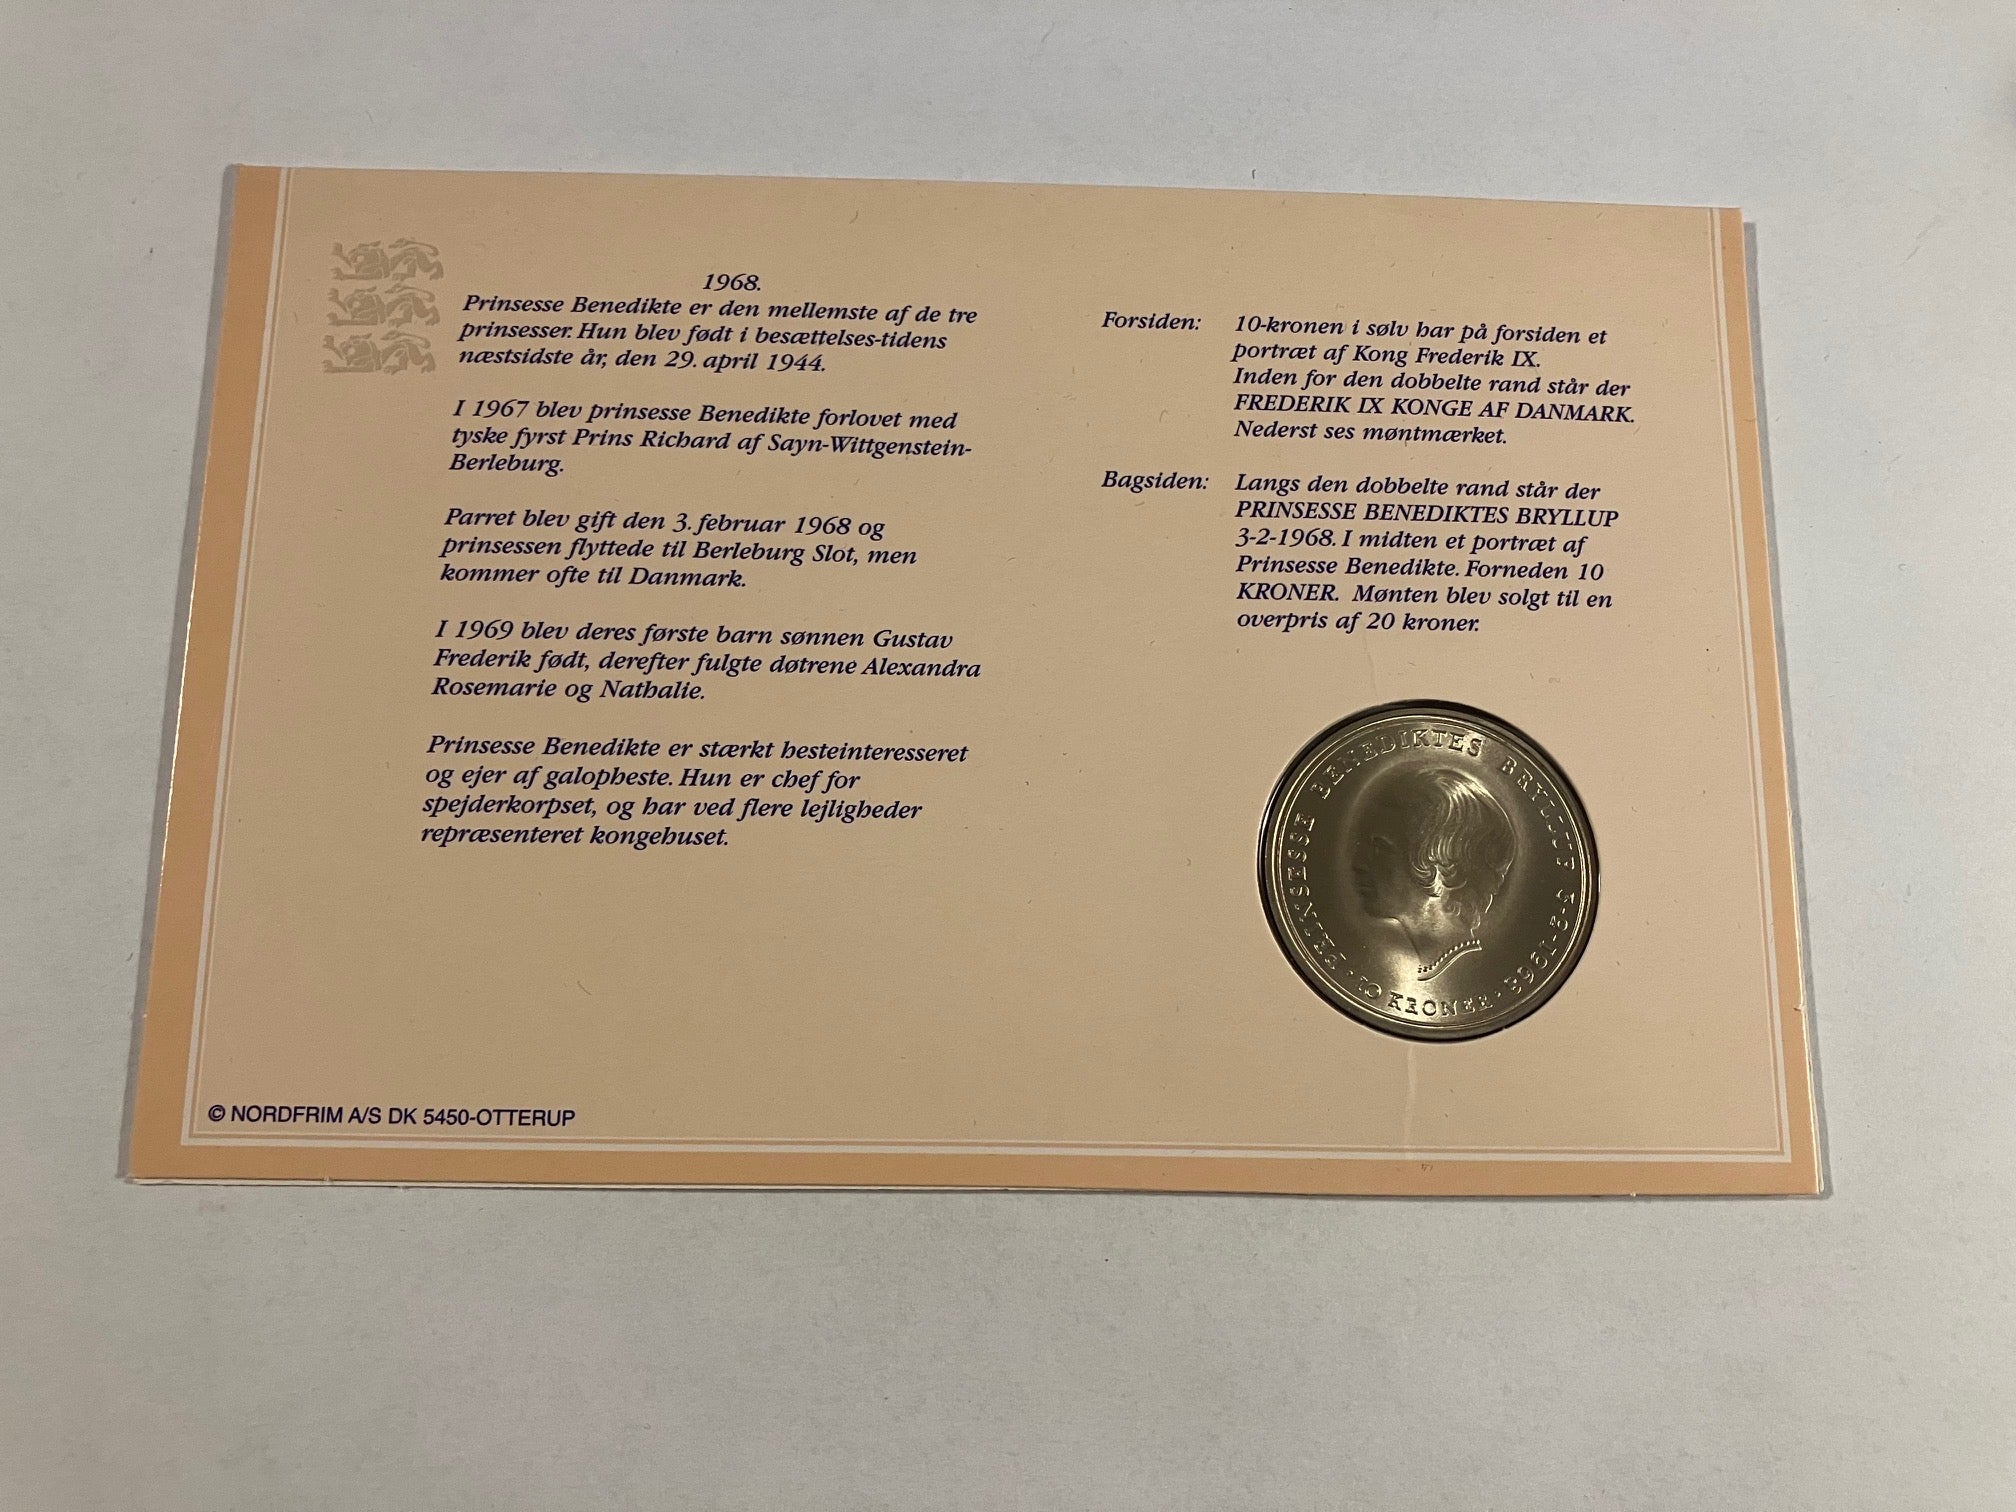 1968.
Prinsesse Benedikte er den mellemste af de tre
prinsesser. Hun blev født i besættelses-tidens
næstsidste år, den 29. april 1944.
I 1967 blev prinsesse Benedikte forlovet med
tyske fyrst Prins Richard af Sayn-Wittgenstein-
Berleburg.
Parret blev gift den 3. februar 1968 og
prinsessen flyttede til Berleburg Slot, men
kommer ofte til Danmark.
I 1969 blev deres første barn sønnen Gustav
Frederik født, derefter fulgte døtrene Alexandra
Rosemarie og Nathalie.
Prinsesse Benedikte er stærkt hesteinteresseret
og ejer af galopheste. Hun er chef for
spejderkorpset, og har ved flere lejligheder
repræsenteret kongehuset.
© NORDFRIM A/S DK 5450-OTTERUP
Forsiden: 10-kronen i sølv har på forsiden et
portræt af Kong Frederik IX.
Inden for den dobbelte rand står der
FREDERIK IX KONGE AF DANMARK.
Nederst ses møntmærket.
Bagsiden: Langs den dobbelte rand står der
PRINSESSE BENEDIKTES BRYLLUP
3-2-1968. I midten et portræt af
Prinsesse Benedikte. Forneden 10
KRONER. Mønten blev solgt til en
overpris af 20 kroner.
PRINSESSE BENEDIKTES BRYLLUP 3-2-1968
· 10 KRONER ·